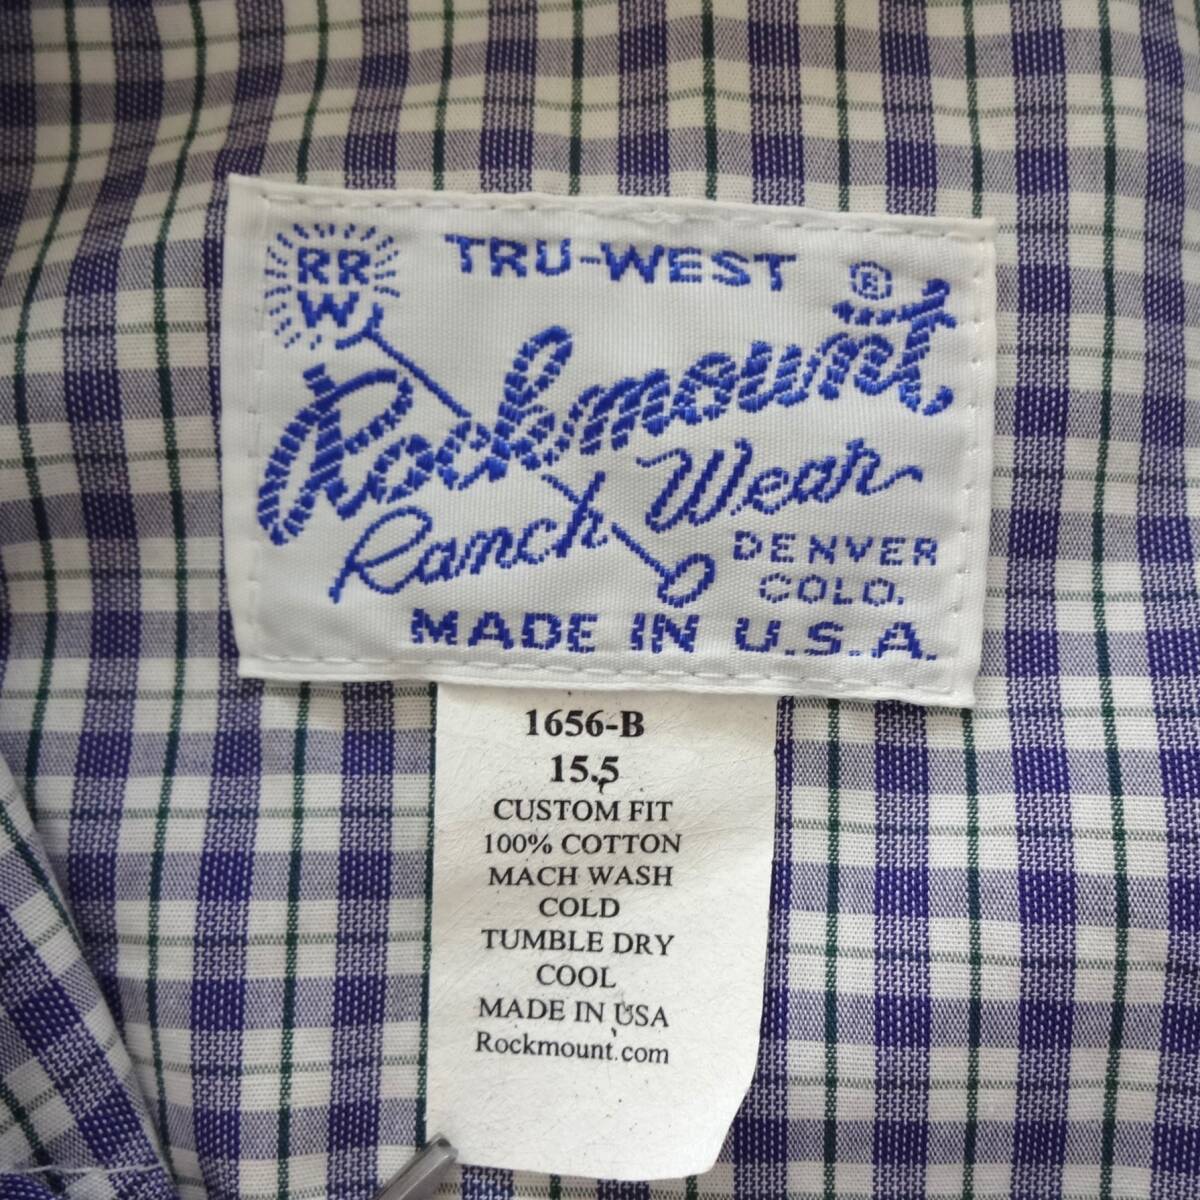 RR
W
TRU-WEST ®
Rockmount
Ranch Wear
DENVER
COLO.
MADE IN U.S.A.
1656-B
15.5
CUSTOM FIT
100% COTTON
MACH WASH
COLD
TUMBLE DRY
COOL
MADE IN USA
Rockmount.com